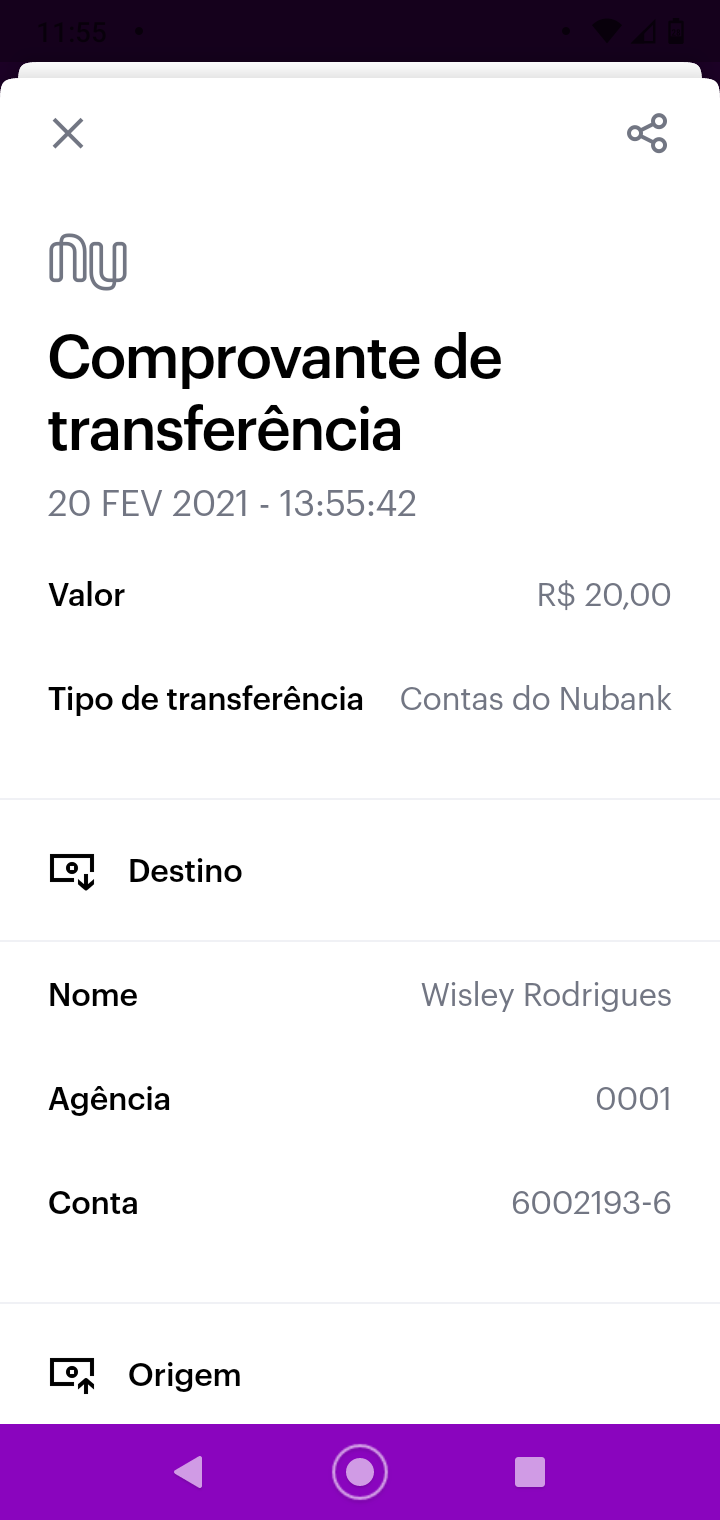 11:55
nu
Comprovante de
transferência
20 FEV 2021 - 13:55:42
Valor R$ 20,00
Tipo de transferência Contas do Nubank
Destino
Nome Wisley Rodrigues
Agência 0001
Conta 6002193-6
Origem